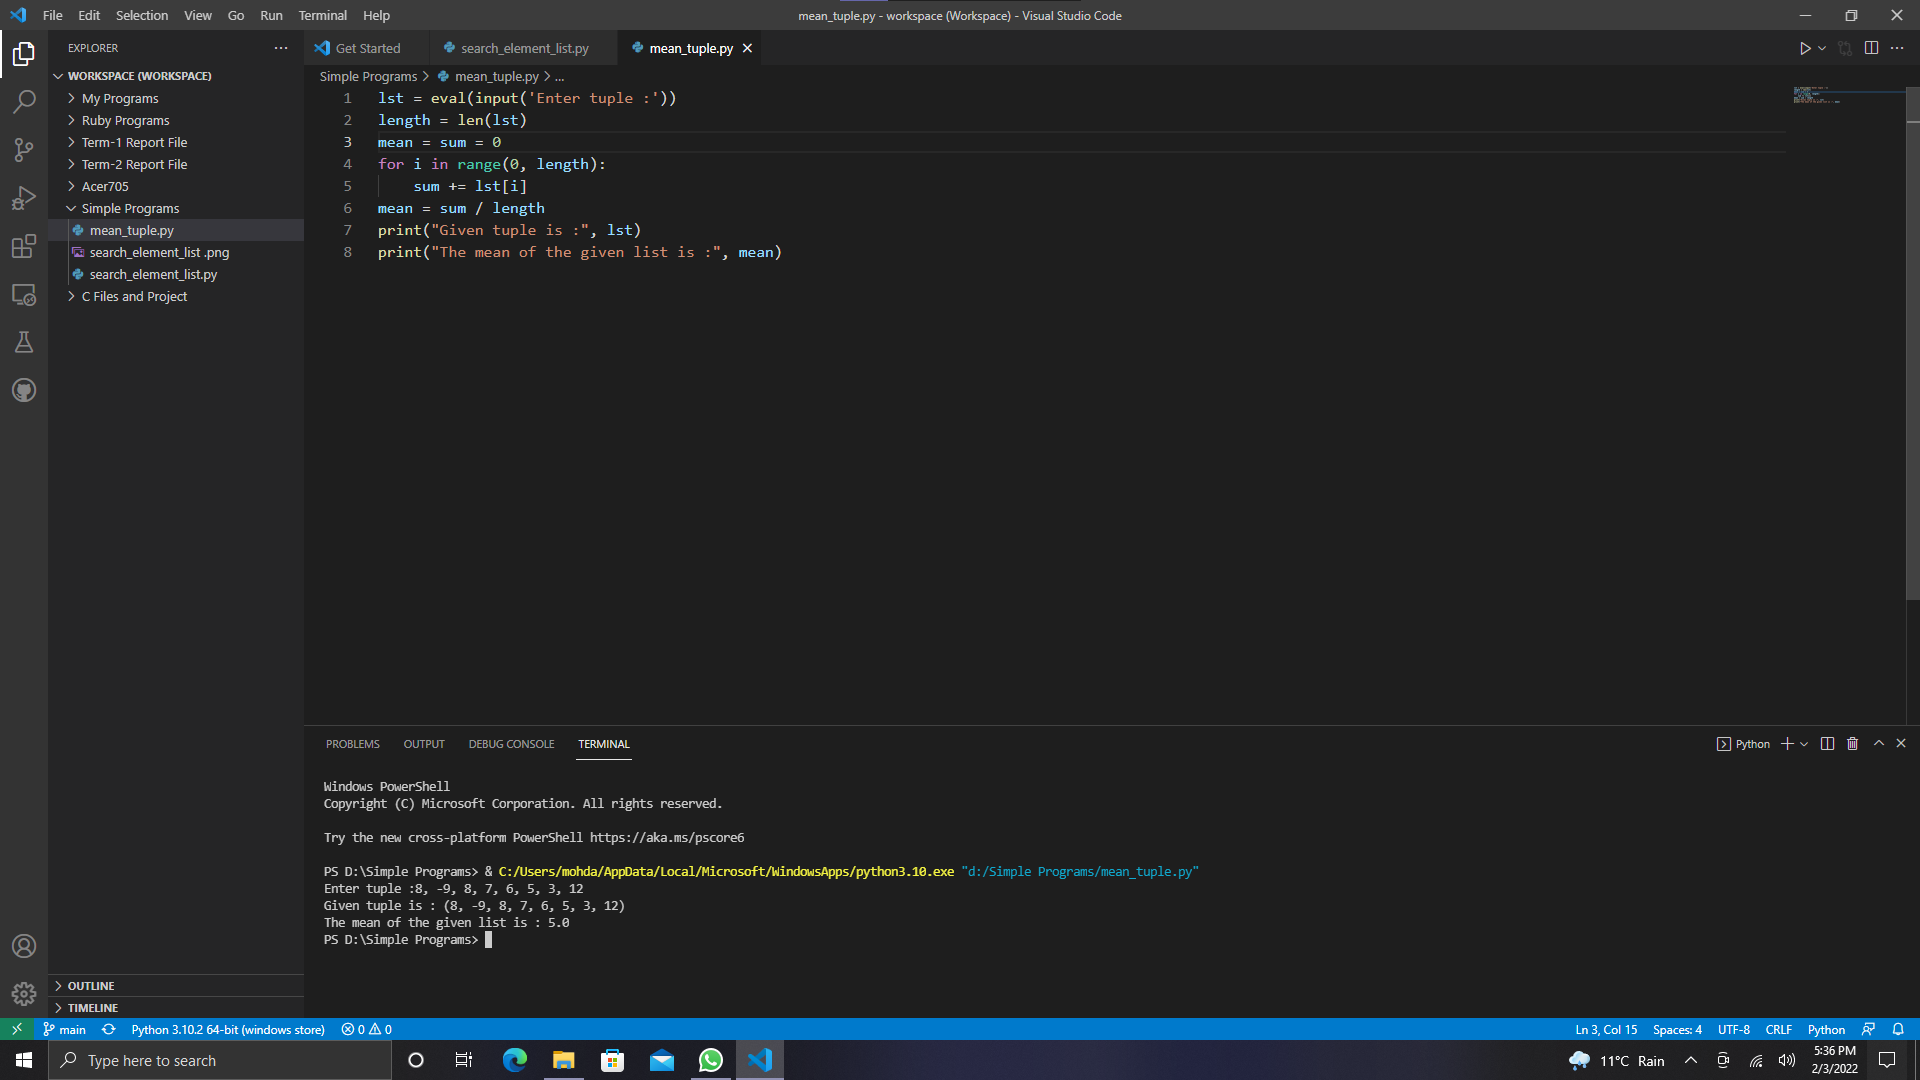 File Edit Selection View Go Run Terminal Help
mean_tuple.py - workspace (Workspace) - Visual Studio Code
EXPLORER
WORKSPACE (WORKSPACE)
My Programs
Ruby Programs
Term-1 Report File
Term-2 Report File
Acer705
Simple Programs
mean_tuple.py
search_element_list .png
search_element_list.py
C Files and Project
OUTLINE
TIMELINE
Get Started search_element_list.py mean_tuple.py
Simple Programs > mean_tuple.py > ...
1 lst = eval(input('Enter tuple :'))
2 length = len(lst)
3 mean = sum = 0
4 for i in range(0, length):
5     sum += lst[i]
6 mean = sum / length
7 print("Given tuple is :", lst)
8 print("The mean of the given list is :", mean)
PROBLEMS OUTPUT DEBUG CONSOLE TERMINAL
Python
Windows PowerShell
Copyright (C) Microsoft Corporation. All rights reserved.
Try the new cross-platform PowerShell https://aka.ms/pscore6
PS D:\Simple Programs> & C:/Users/mohda/AppData/Local/Microsoft/WindowsApps/python3.10.exe "d:/Simple Programs/mean_tuple.py"
Enter tuple :8, -9, 8, 7, 6, 5, 3, 12
Given tuple is : (8, -9, 8, 7, 6, 5, 3, 12)
The mean of the given list is : 5.0
PS D:\Simple Programs>
main Python 3.10.2 64-bit (windows store) 0 0
Ln 3, Col 15 Spaces: 4 UTF-8 CRLF Python
Type here to search
11°C Rain
5:36 PM
2/3/2022